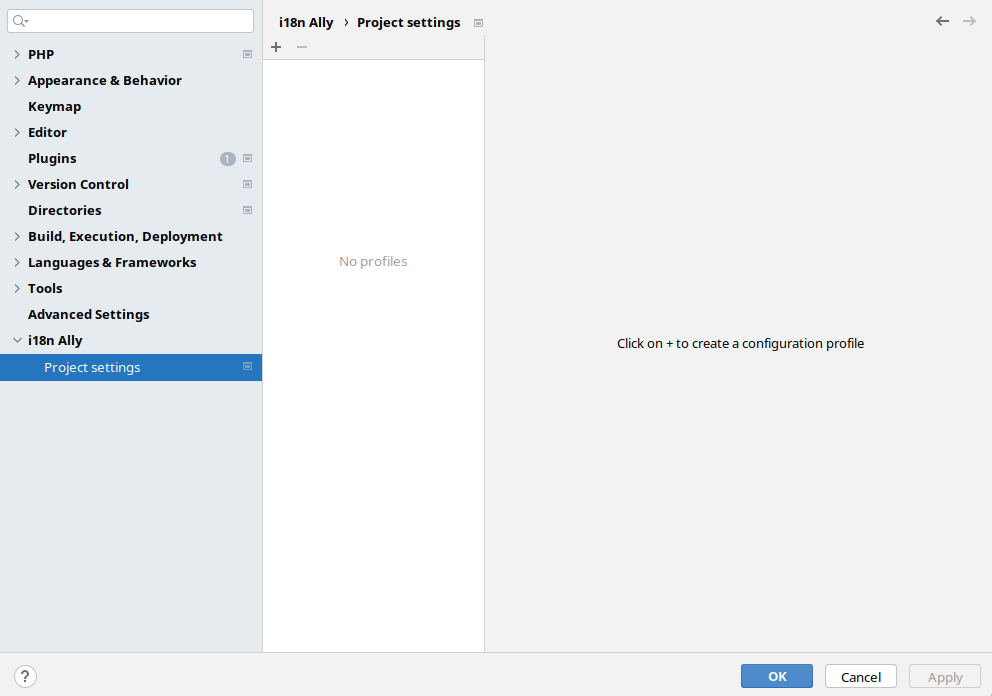 PHP
Appearance & Behavior
Keymap
Editor
Plugins 1
Version Control
Directories
Build, Execution, Deployment
Languages & Frameworks
Tools
Advanced Settings
i18n Ally
Project settings
i18n Ally › Project settings
+ −
No profiles
Click on + to create a configuration profile
?
OK
Cancel
Apply